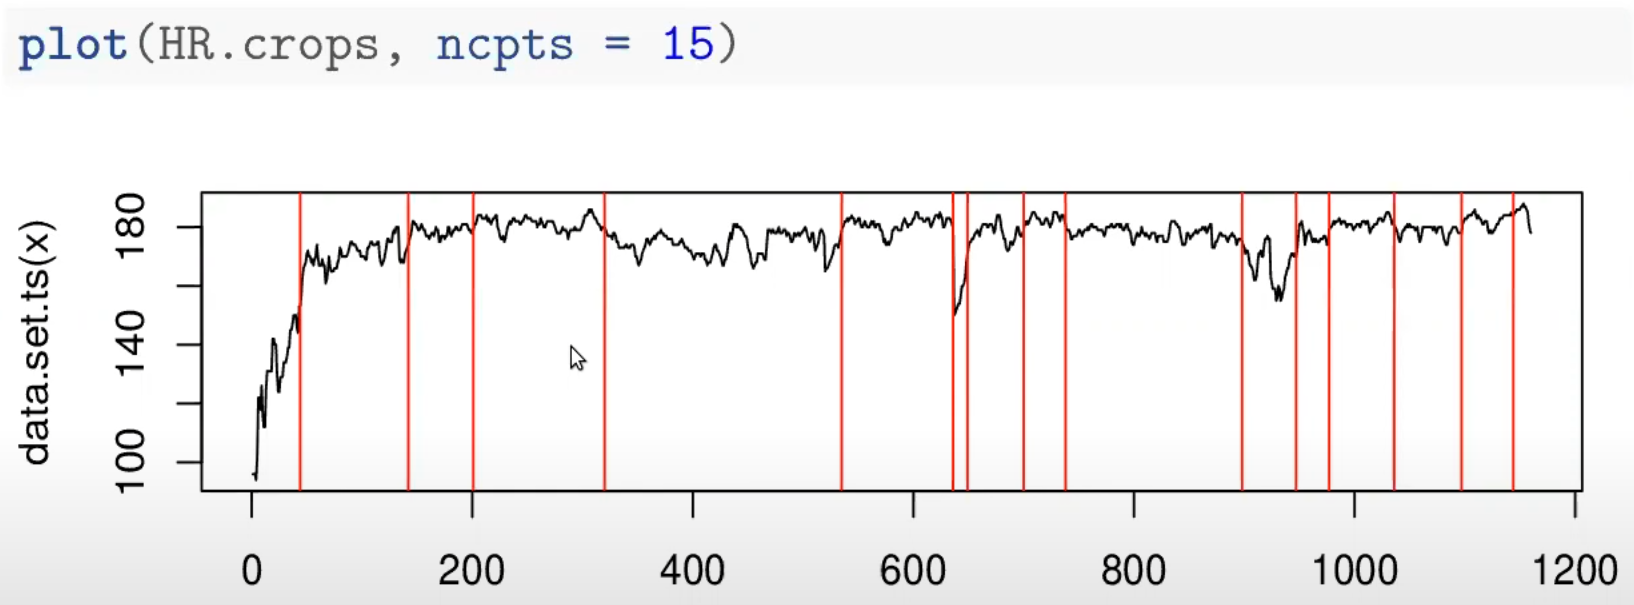 plot(HR.crops, ncpts = 15)
data.set.ts(x)
180
140
100
0 200 400 600 800 1000 1200